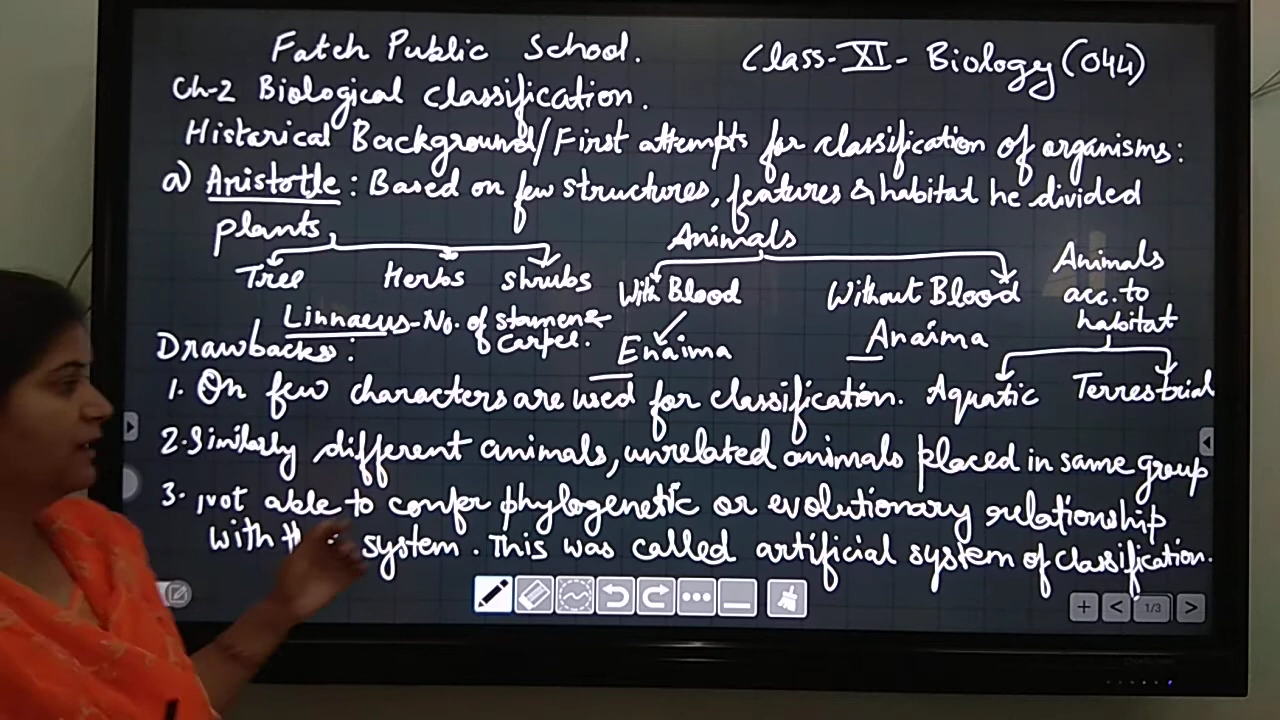 Fateh Public School. Class-XI- Biology (044)
Ch-2 Biological classification.
Historical Background/First attempts for classification of organisms:
a) Aristotle: Based on few structures, features & habitat he divided
Plants Animals
Tree Herbs Shrubs
With Blood Without Blood
Animals
acc. to
habitat
Linnaeus-No. of stamen &
Carpel.
Enaima Anaima
Aquatic Terrestrial
Drawbacks:
1. On few characters are used for classification.
2. Similarly different animals, unrelated animals placed in same group
3. Not able to confer phylogenetic or evolutionary relationship
with system. This was called artificial system of classification.
1/3